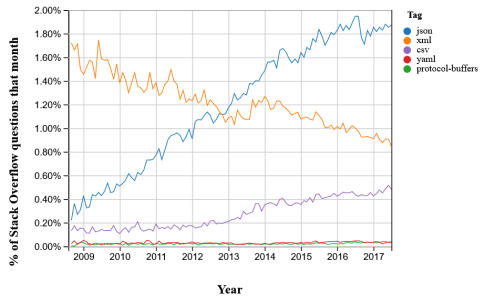 2.00%
1.80%
1.60%
1.40%
1.20%
1.00%
0.80%
0.60%
0.40%
0.20%
0.00%
% of Stack Overflow questions that month
2009 2010 2011 2012 2013 2014 2015 2016 2017
Year
Tag
json
xml
csv
yaml
protocol-buffers